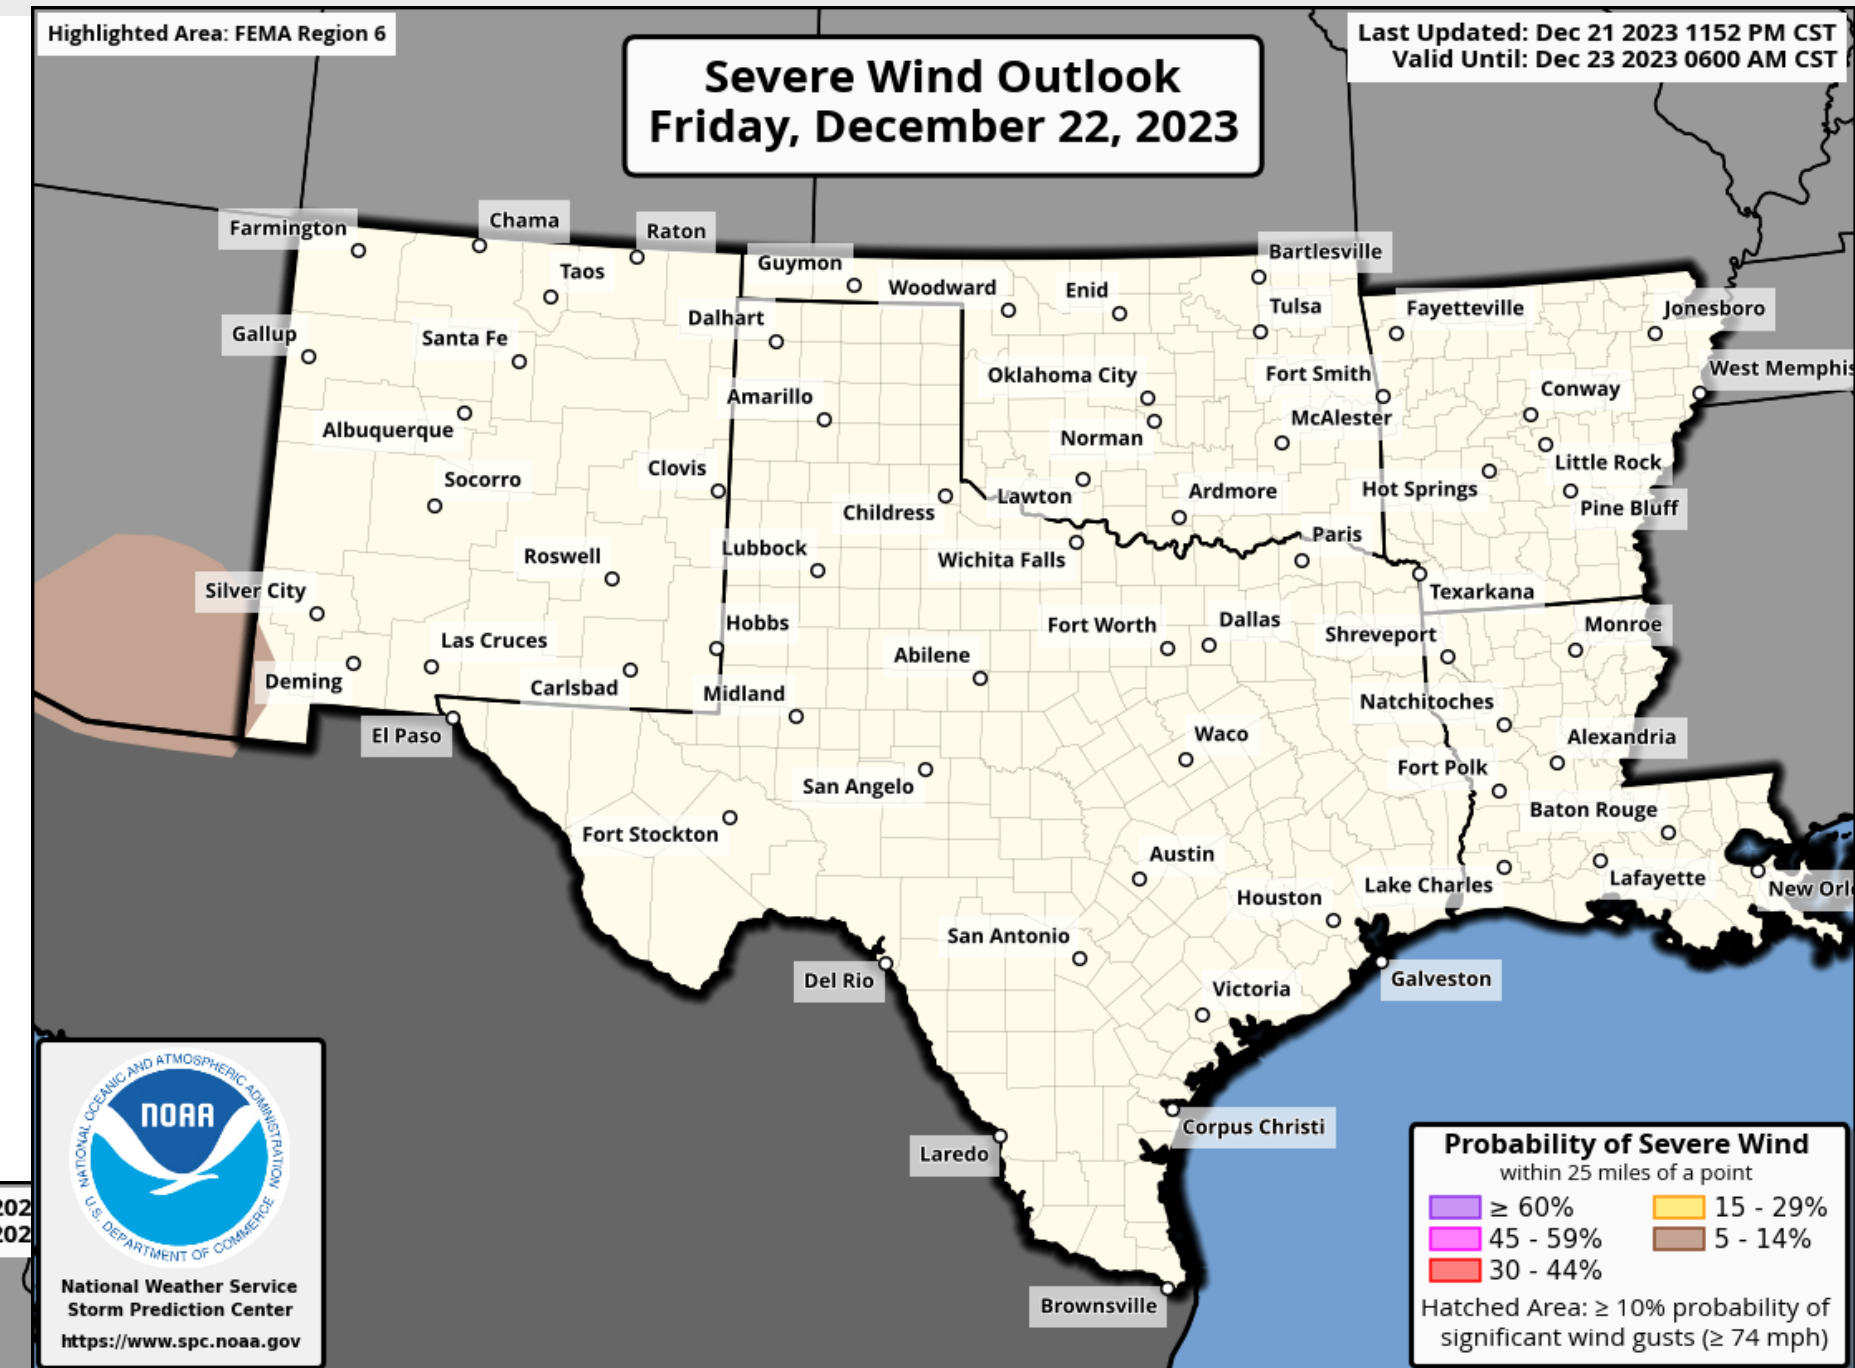 Highlighted Area: FEMA Region 6
Severe Wind Outlook
Friday, December 22, 2023
Last Updated: Dec 21 2023 1152 PM CST
Valid Until: Dec 23 2023 0600 AM CST
Farmington
Chama
Raton
Taos
Guymon
Woodward
Enid
Bartlesville
Tulsa
Fayetteville
Jonesboro
Gallup
Santa Fe
Dalhart
Oklahoma City
Fort Smith
West Memphis
Amarillo
Conway
Albuquerque
Norman
McAlester
Little Rock
Socorro
Clovis
Childress
Lawton
Ardmore
Hot Springs
Pine Bluff
Roswell
Lubbock
Wichita Falls
Paris
Silver City
Texarkana
Las Cruces
Hobbs
Fort Worth
Dallas
Shreveport
Monroe
Deming
Carlsbad
Midland
Abilene
Natchitoches
El Paso
Waco
Alexandria
San Angelo
Fort Polk
Fort Stockton
Baton Rouge
Austin
Houston
Lake Charles
Lafayette
New Orl
San Antonio
Del Rio
Galveston
Victoria
Corpus Christi
Laredo
Brownsville
202
202
NATIONAL OCEANIC AND ATMOSPHERIC ADMINISTRATION
NOAA
U.S. DEPARTMENT OF COMMERCE
National Weather Service
Storm Prediction Center
https://www.spc.noaa.gov
Probability of Severe Wind
within 25 miles of a point
≥ 60%
45 - 59%
30 - 44%
15 - 29%
5 - 14%
Hatched Area: ≥ 10% probability of
significant wind gusts (≥ 74 mph)